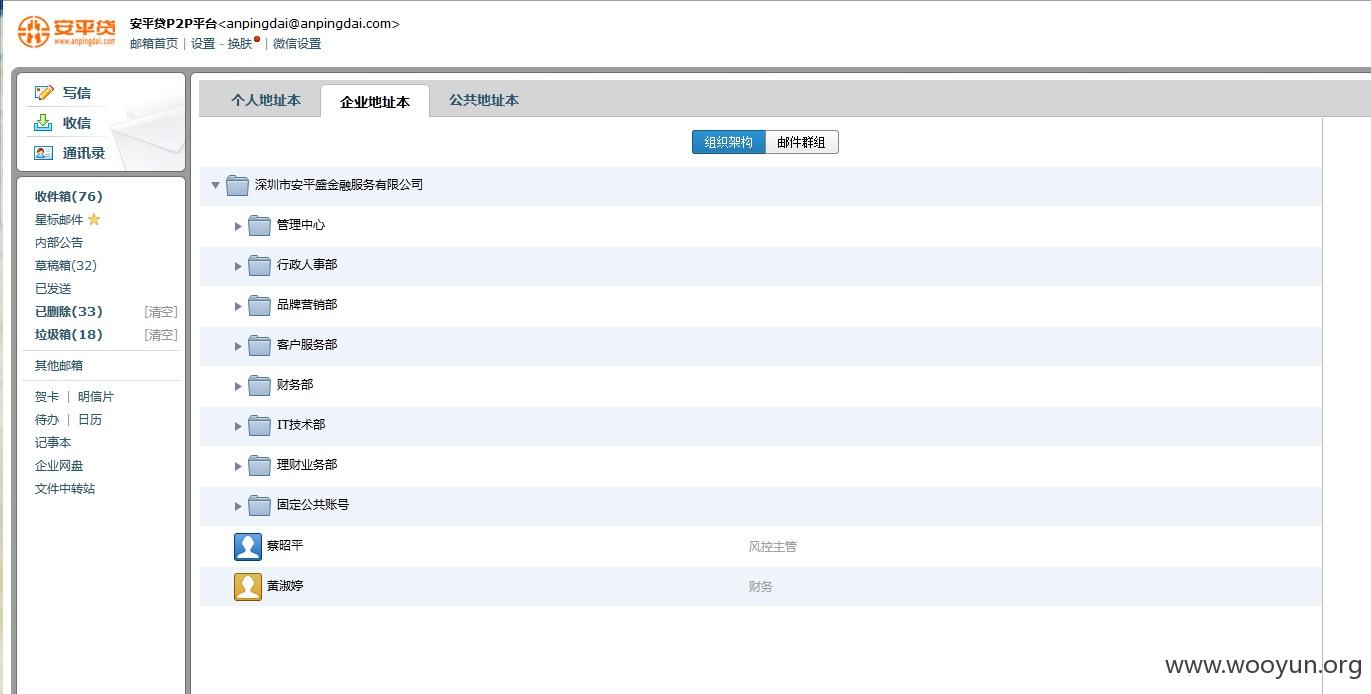 安平贷
www.anpingdai.com
安平贷P2P平台<anpingdai@anpingdai.com>
邮箱首页 | 设置 - 换肤 | 微信设置
写信
收信
通讯录
收件箱(76)
星标邮件
内部公告
草稿箱(32)
已发送
已删除(33) [清空]
垃圾箱(18) [清空]
其他邮箱
贺卡 | 明信片
待办 | 日历
记事本
企业网盘
文件中转站
个人地址本 企业地址本 公共地址本
组织架构 邮件群组
深圳市安平盛金融服务有限公司
管理中心
行政人事部
品牌营销部
客户服务部
财务部
IT技术部
理财业务部
固定公共账号
蔡昭平 风控主管
黄淑婷 财务
www.wooyun.org